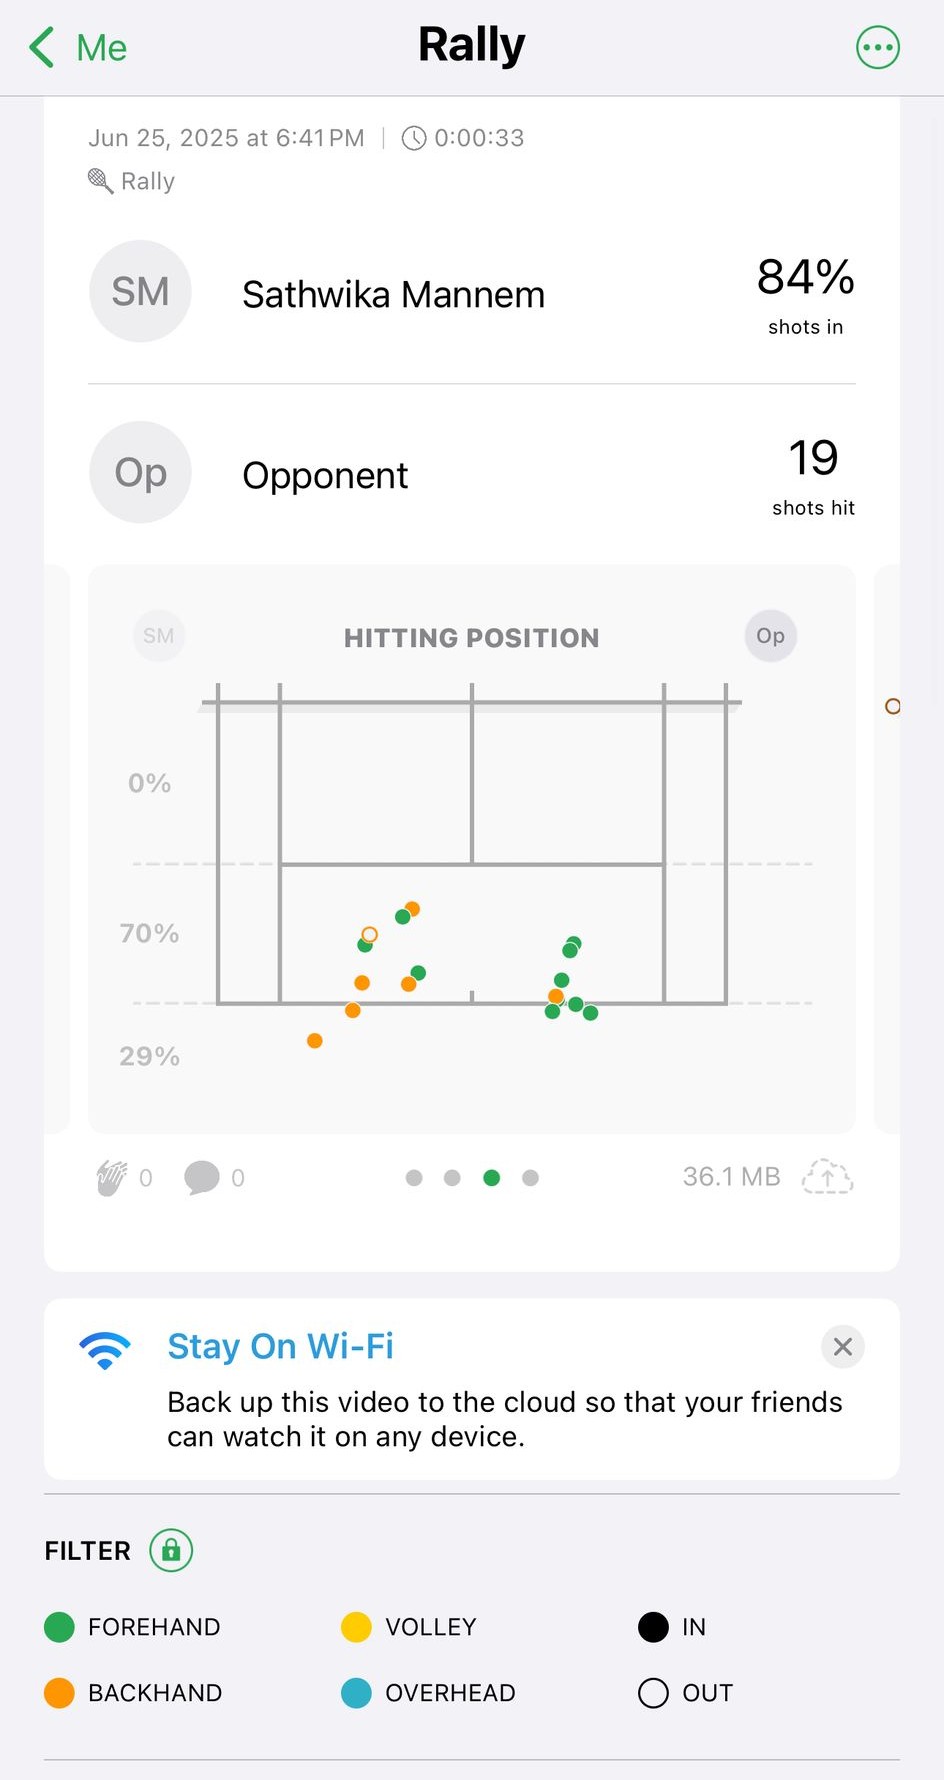 Me
Rally
Jun 25, 2025 at 6:41 PM | 0:00:33
Rally
SM
Sathwika Mannem
84%
shots in
Op
Opponent
19
shots hit
SM
HITTING POSITION
Op
0%
70%
29%
0
0
36.1 MB
Stay On Wi-Fi
Back up this video to the cloud so that your friends
can watch it on any device.
FILTER
FOREHAND
VOLLEY
IN
BACKHAND
OVERHEAD
OUT